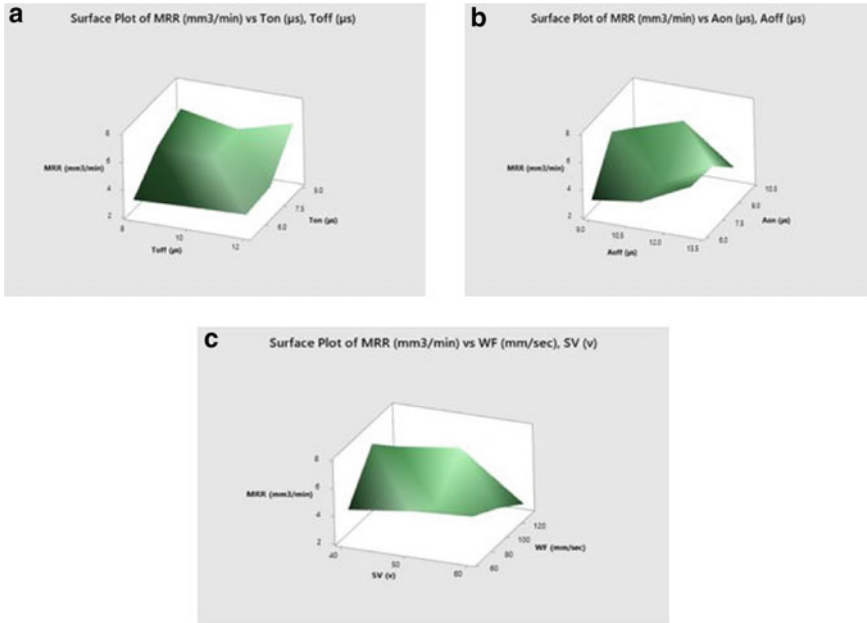 a
Surface Plot of MRR (mm3/min) vs Ton (µs), Toff (µs)
8
6
MRR (mm3/min)
4
2
8
10
12
Toff (µs)
6.0
7.5
9.0
Ton (µs)
b
Surface Plot of MRR (mm3/min) vs Aon (µs), Aoff (µs)
8
6
MRR (mm3/min)
4
2
9.0
10.5
12.0
13.5
Aoff (µs)
6.0
7.5
9.0
10.5
Aon (µs)
c
Surface Plot of MRR (mm3/min) vs WF (mm/sec), SV (v)
8
6
MRR (mm3/min)
4
2
40
50
60
SV (v)
60
80
100
120
WF (mm/sec)